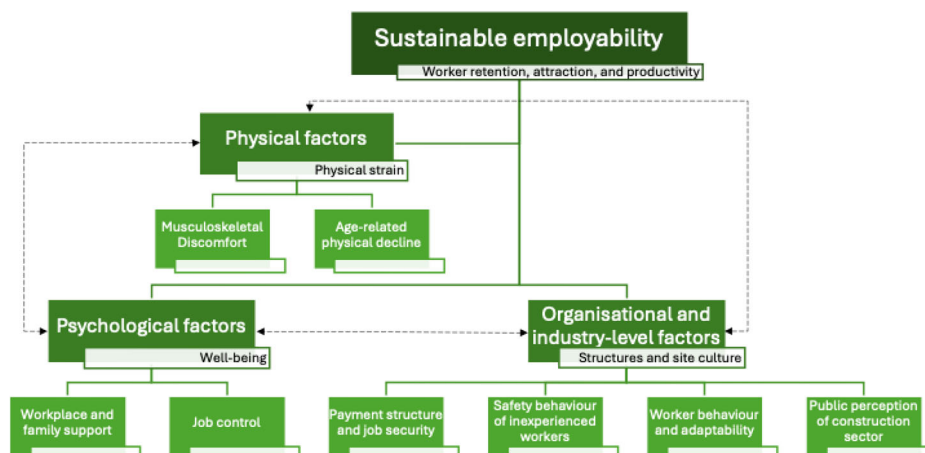 Sustainable employability
Worker retention, attraction, and productivity
Physical factors
Physical strain
Musculoskeletal
Discomfort
Age-related
physical decline
Psychological factors
Well-being
Organisational and
industry-level factors
Structures and site culture
Workplace and
family support
Job control
Payment structure
and job security
Safety behaviour
of inexperienced
workers
Worker behaviour
and adaptability
Public perception
of construction
sector